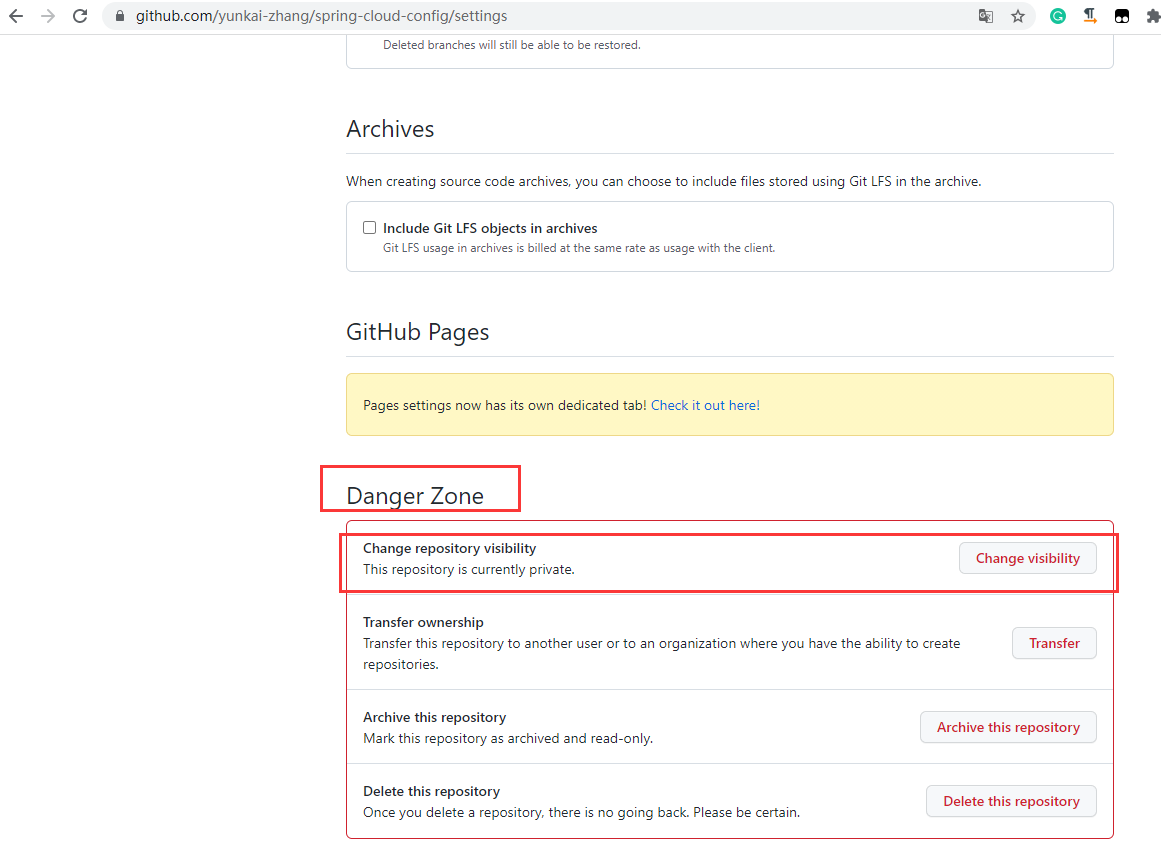 github.com/yunkai-zhang/spring-cloud-config/settings
Deleted branches will still be able to be restored.
Archives
When creating source code archives, you can choose to include files stored using Git LFS in the archive.
Include Git LFS objects in archives
Git LFS usage in archives is billed at the same rate as usage with the client.
GitHub Pages
Pages settings now has its own dedicated tab! Check it out here!
Danger Zone
Change repository visibility
This repository is currently private.
Change visibility
Transfer ownership
Transfer this repository to another user or to an organization where you have the ability to create
repositories.
Transfer
Archive this repository
Mark this repository as archived and read-only.
Archive this repository
Delete this repository
Once you delete a repository, there is no going back. Please be certain.
Delete this repository